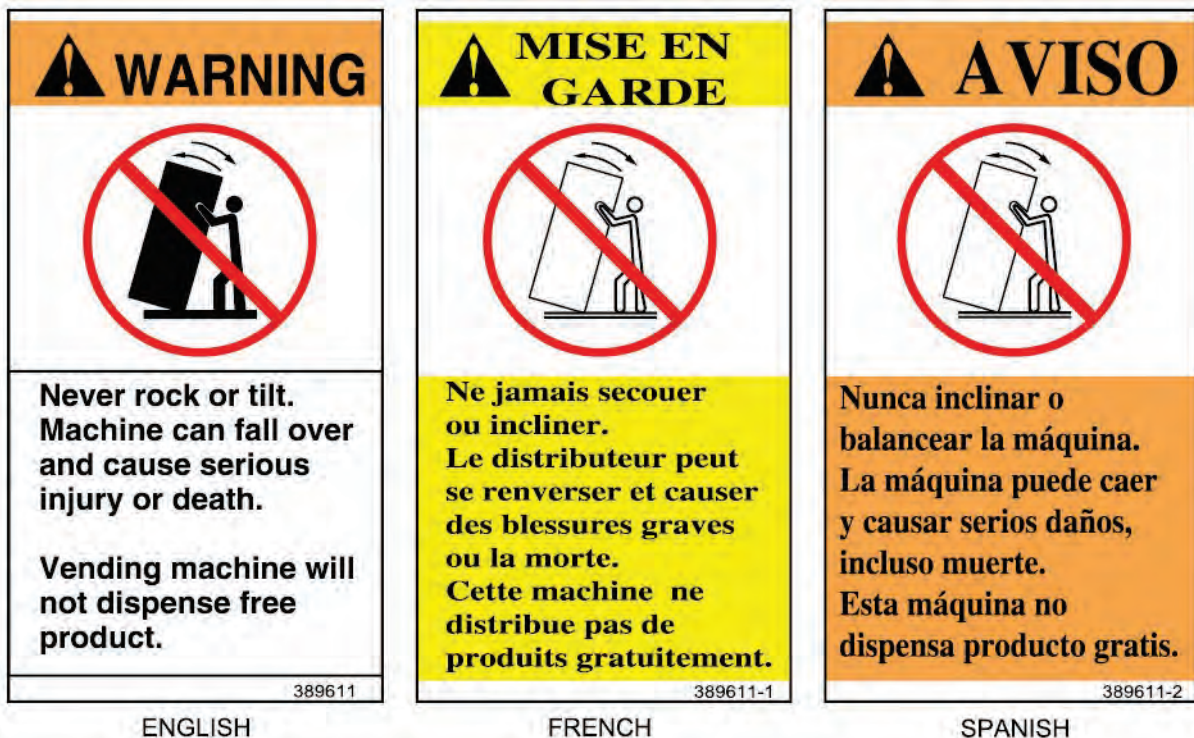 WARNING
Never rock or tilt.
Machine can fall over
and cause serious
injury or death.
Vending machine will
not dispense free
product.
389611
ENGLISH
MISE EN
GARDE
Ne jamais secouer
ou incliner.
Le distributeur peut
se renverser et causer
des blessures graves
ou la morte.
Cette machine ne
distribue pas de
produits gratuitement.
389611-1
FRENCH
AVISO
Nunca inclinar o
balancear la máquina.
La máquina puede caer
y causar serios daños,
incluso muerte.
Esta máquina no
dispensa producto gratis.
389611-2
SPANISH